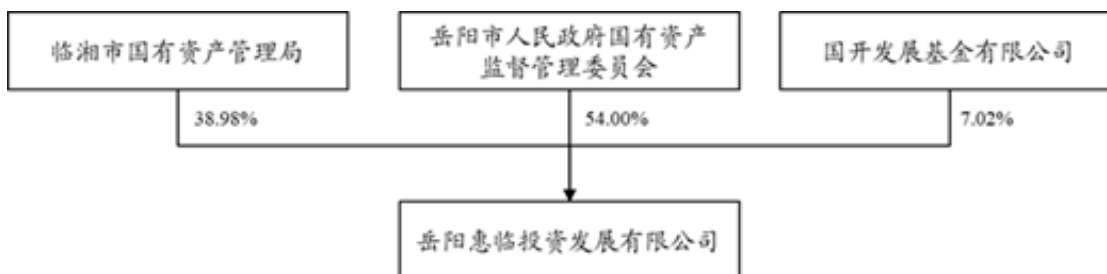 临湘市国有资产管理局
岳阳市人民政府国有资产
监督管理委员会
国开发展基金有限公司
38.98%
54.00%
7.02%
岳阳惠临投资发展有限公司